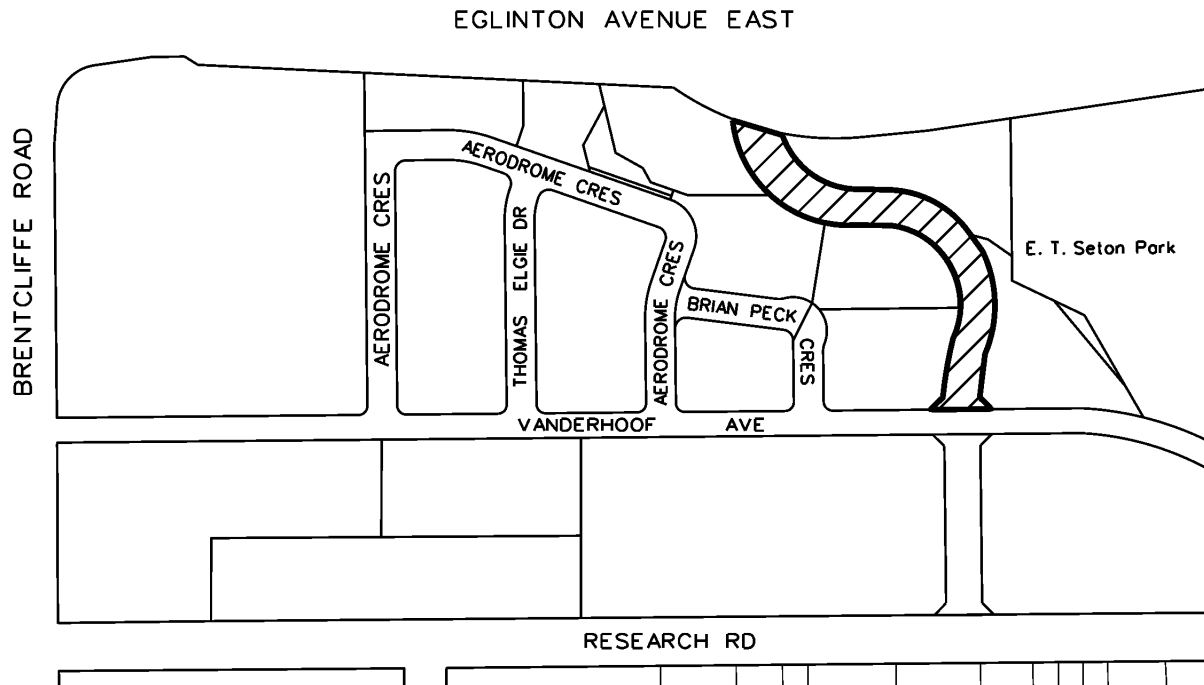 EGLINTON AVENUE EAST
BRENTCLIFFE ROAD
AERODROME CRES
AERODROME CRES
THOMAS ELGIE DR
AERODROME CRES
BRIAN PECK
CRES
E. T. Seton Park
VANDERHOOF AVE
RESEARCH RD